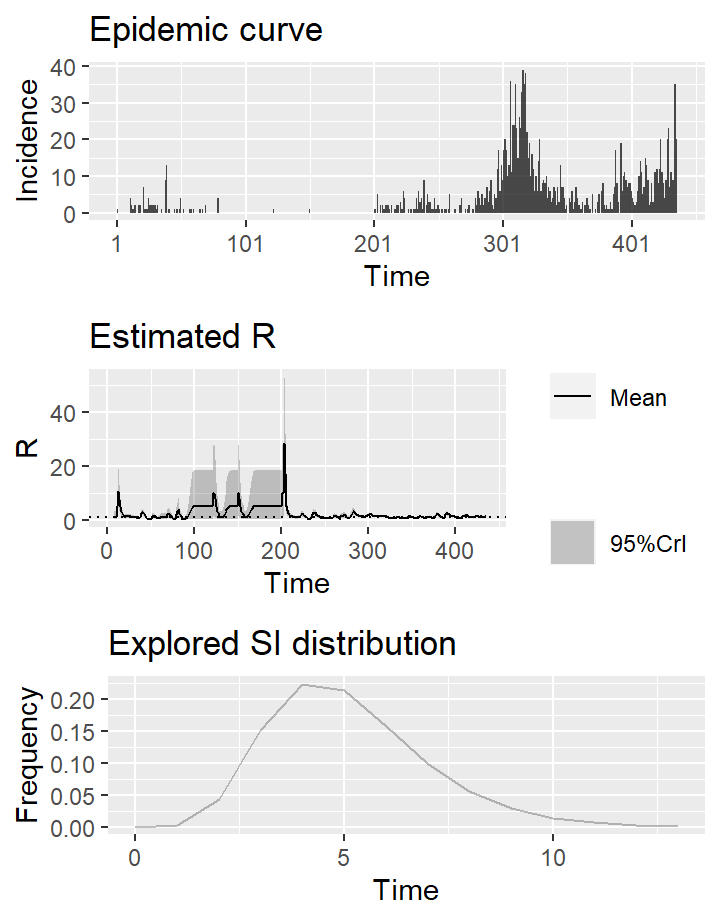 Epidemic curve
40
30
20
10
0
Incidence
1 101 201 301 401
Time
Estimated R
40
20
0
R
0 100 200 300 400
Time
Mean
95%CrI
Explored SI distribution
0.20
0.15
0.10
0.05
0.00
Frequency
0 5 10
Time